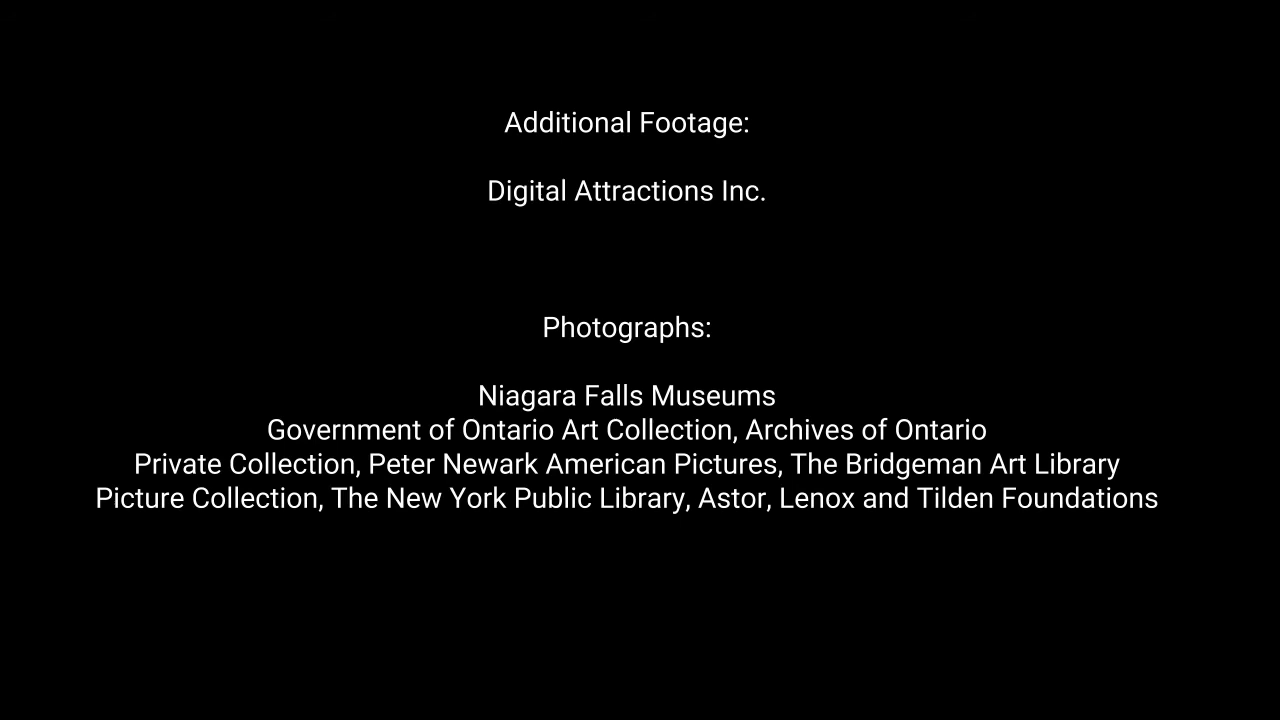 Additional Footage:
Digital Attractions Inc.
Photographs:
Niagara Falls Museums
Government of Ontario Art Collection, Archives of Ontario
Private Collection, Peter Newark American Pictures, The Bridgeman Art Library
Picture Collection, The New York Public Library, Astor, Lenox and Tilden Foundations